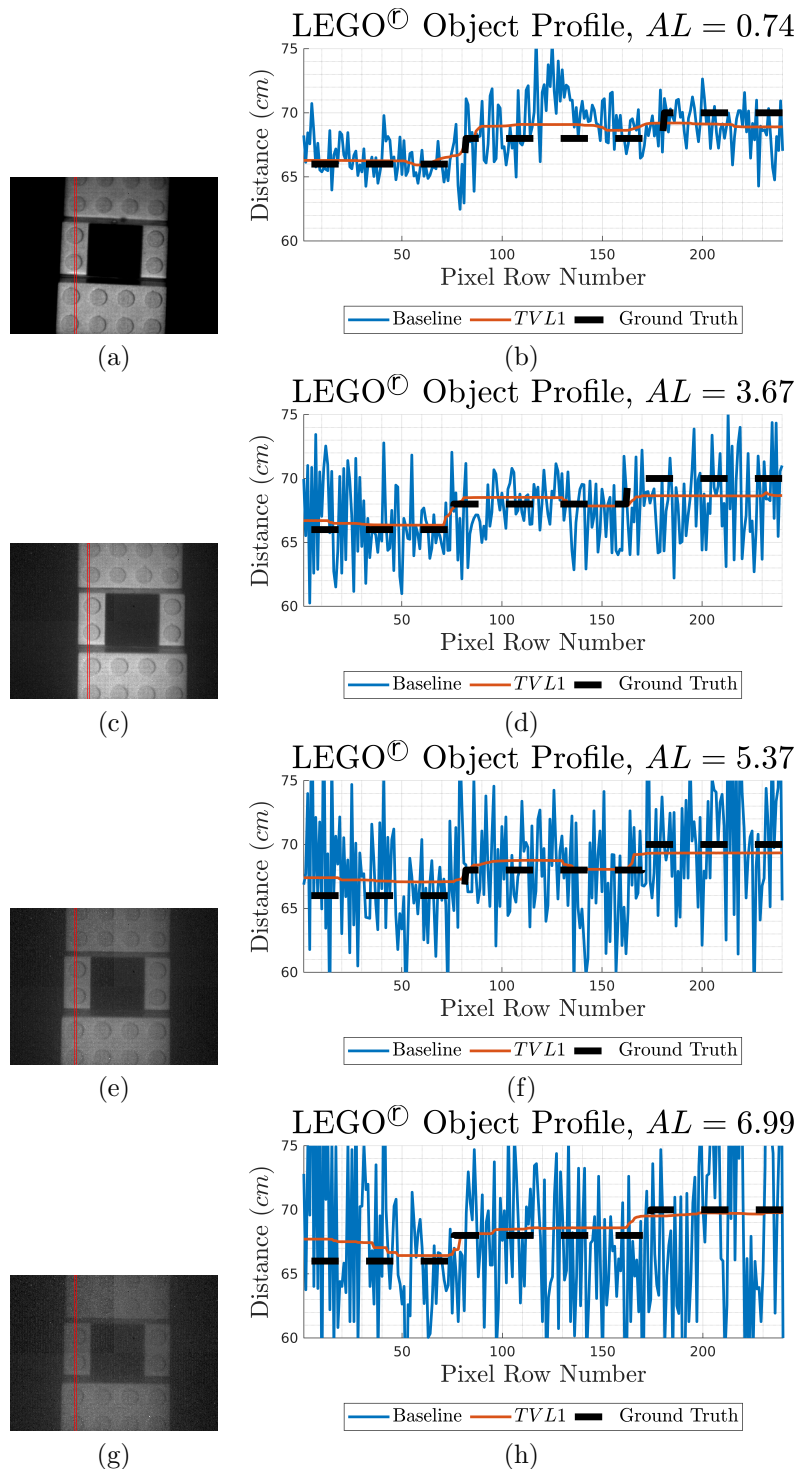 LEGOⓡ Object Profile, AL = 0.74
75
70
65
60
Distance (cm)
50 100 150 200
Pixel Row Number
Baseline TVL1 Ground Truth
(a) (b)
LEGOⓡ Object Profile, AL = 3.67
75
70
65
60
Distance (cm)
50 100 150 200
Pixel Row Number
Baseline TVL1 Ground Truth
(c) (d)
LEGOⓡ Object Profile, AL = 5.37
75
70
65
60
Distance (cm)
50 100 150 200
Pixel Row Number
Baseline TVL1 Ground Truth
(e) (f)
LEGOⓡ Object Profile, AL = 6.99
75
70
65
60
Distance (cm)
50 100 150 200
Pixel Row Number
Baseline TVL1 Ground Truth
(g) (h)